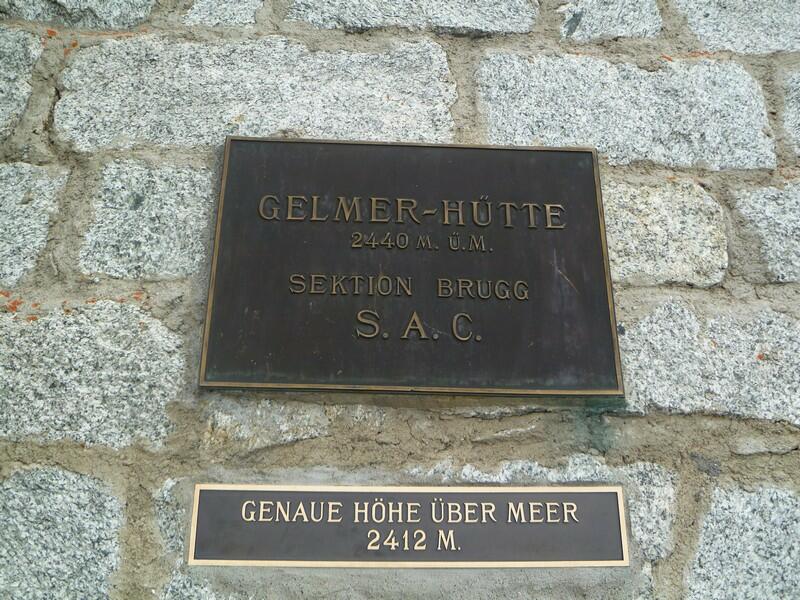 GELMER-HÜTTE
2440 M. Ü.M.
SEKTION BRUGG
S. A. C.
GENAUE HÖHE ÜBER MEER
2412 M.